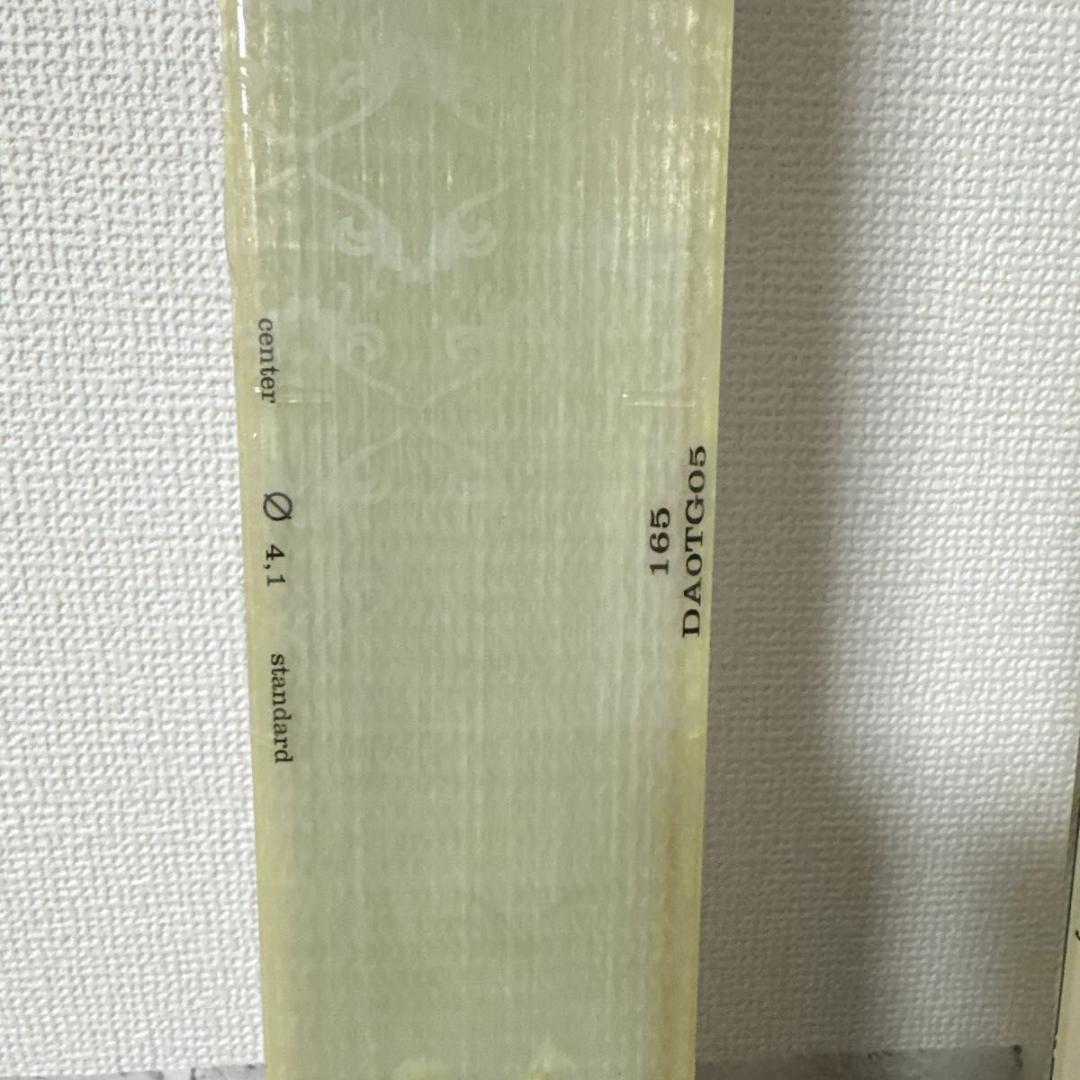 center Ø 4,1 standard
165
DAOTG05